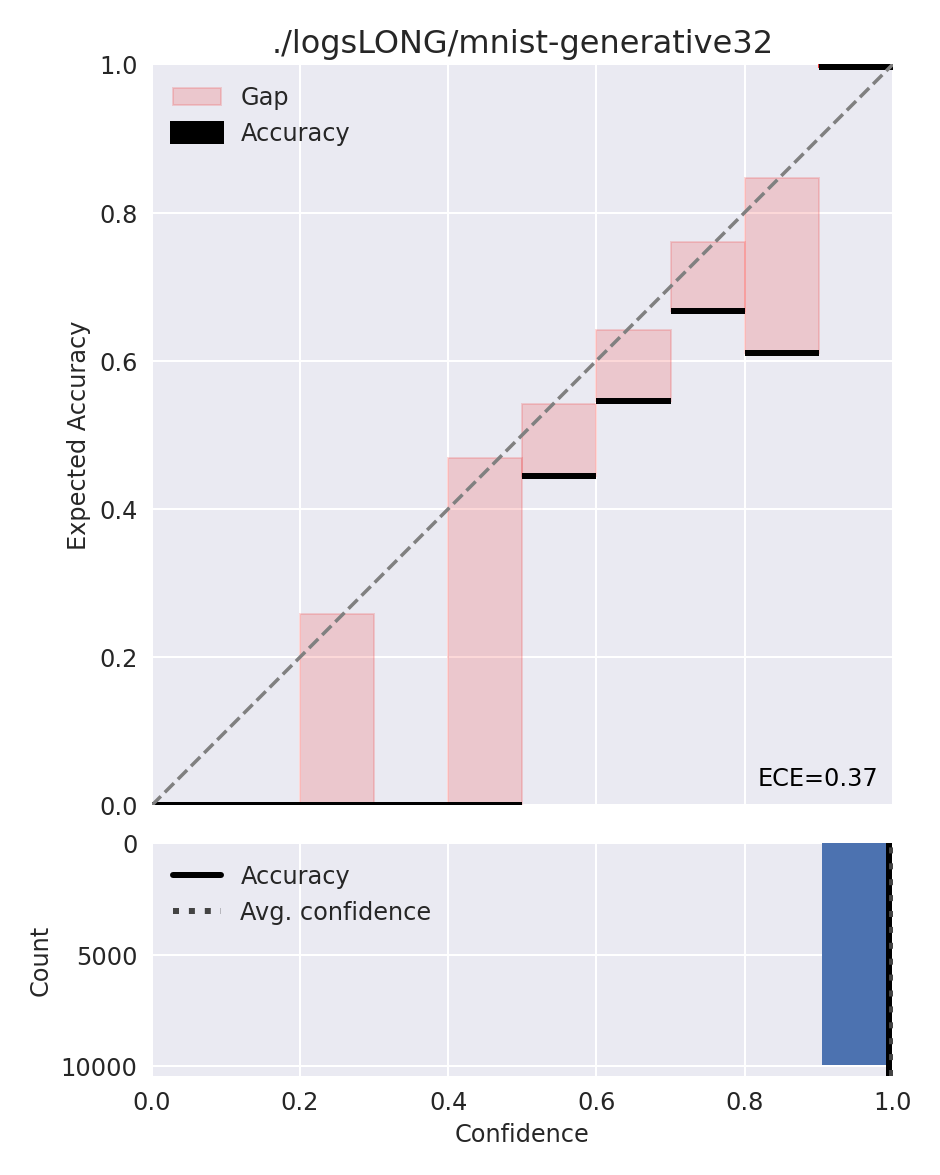 ./logsLONG/mnist-generative32
1.0
Gap
Accuracy
0.8
0.6
Expected Accuracy
0.4
0.2
ECE=0.37
0.0
0
Accuracy
Avg. confidence
Count
5000
10000
0.0 0.2 0.4 0.6 0.8 1.0
Confidence